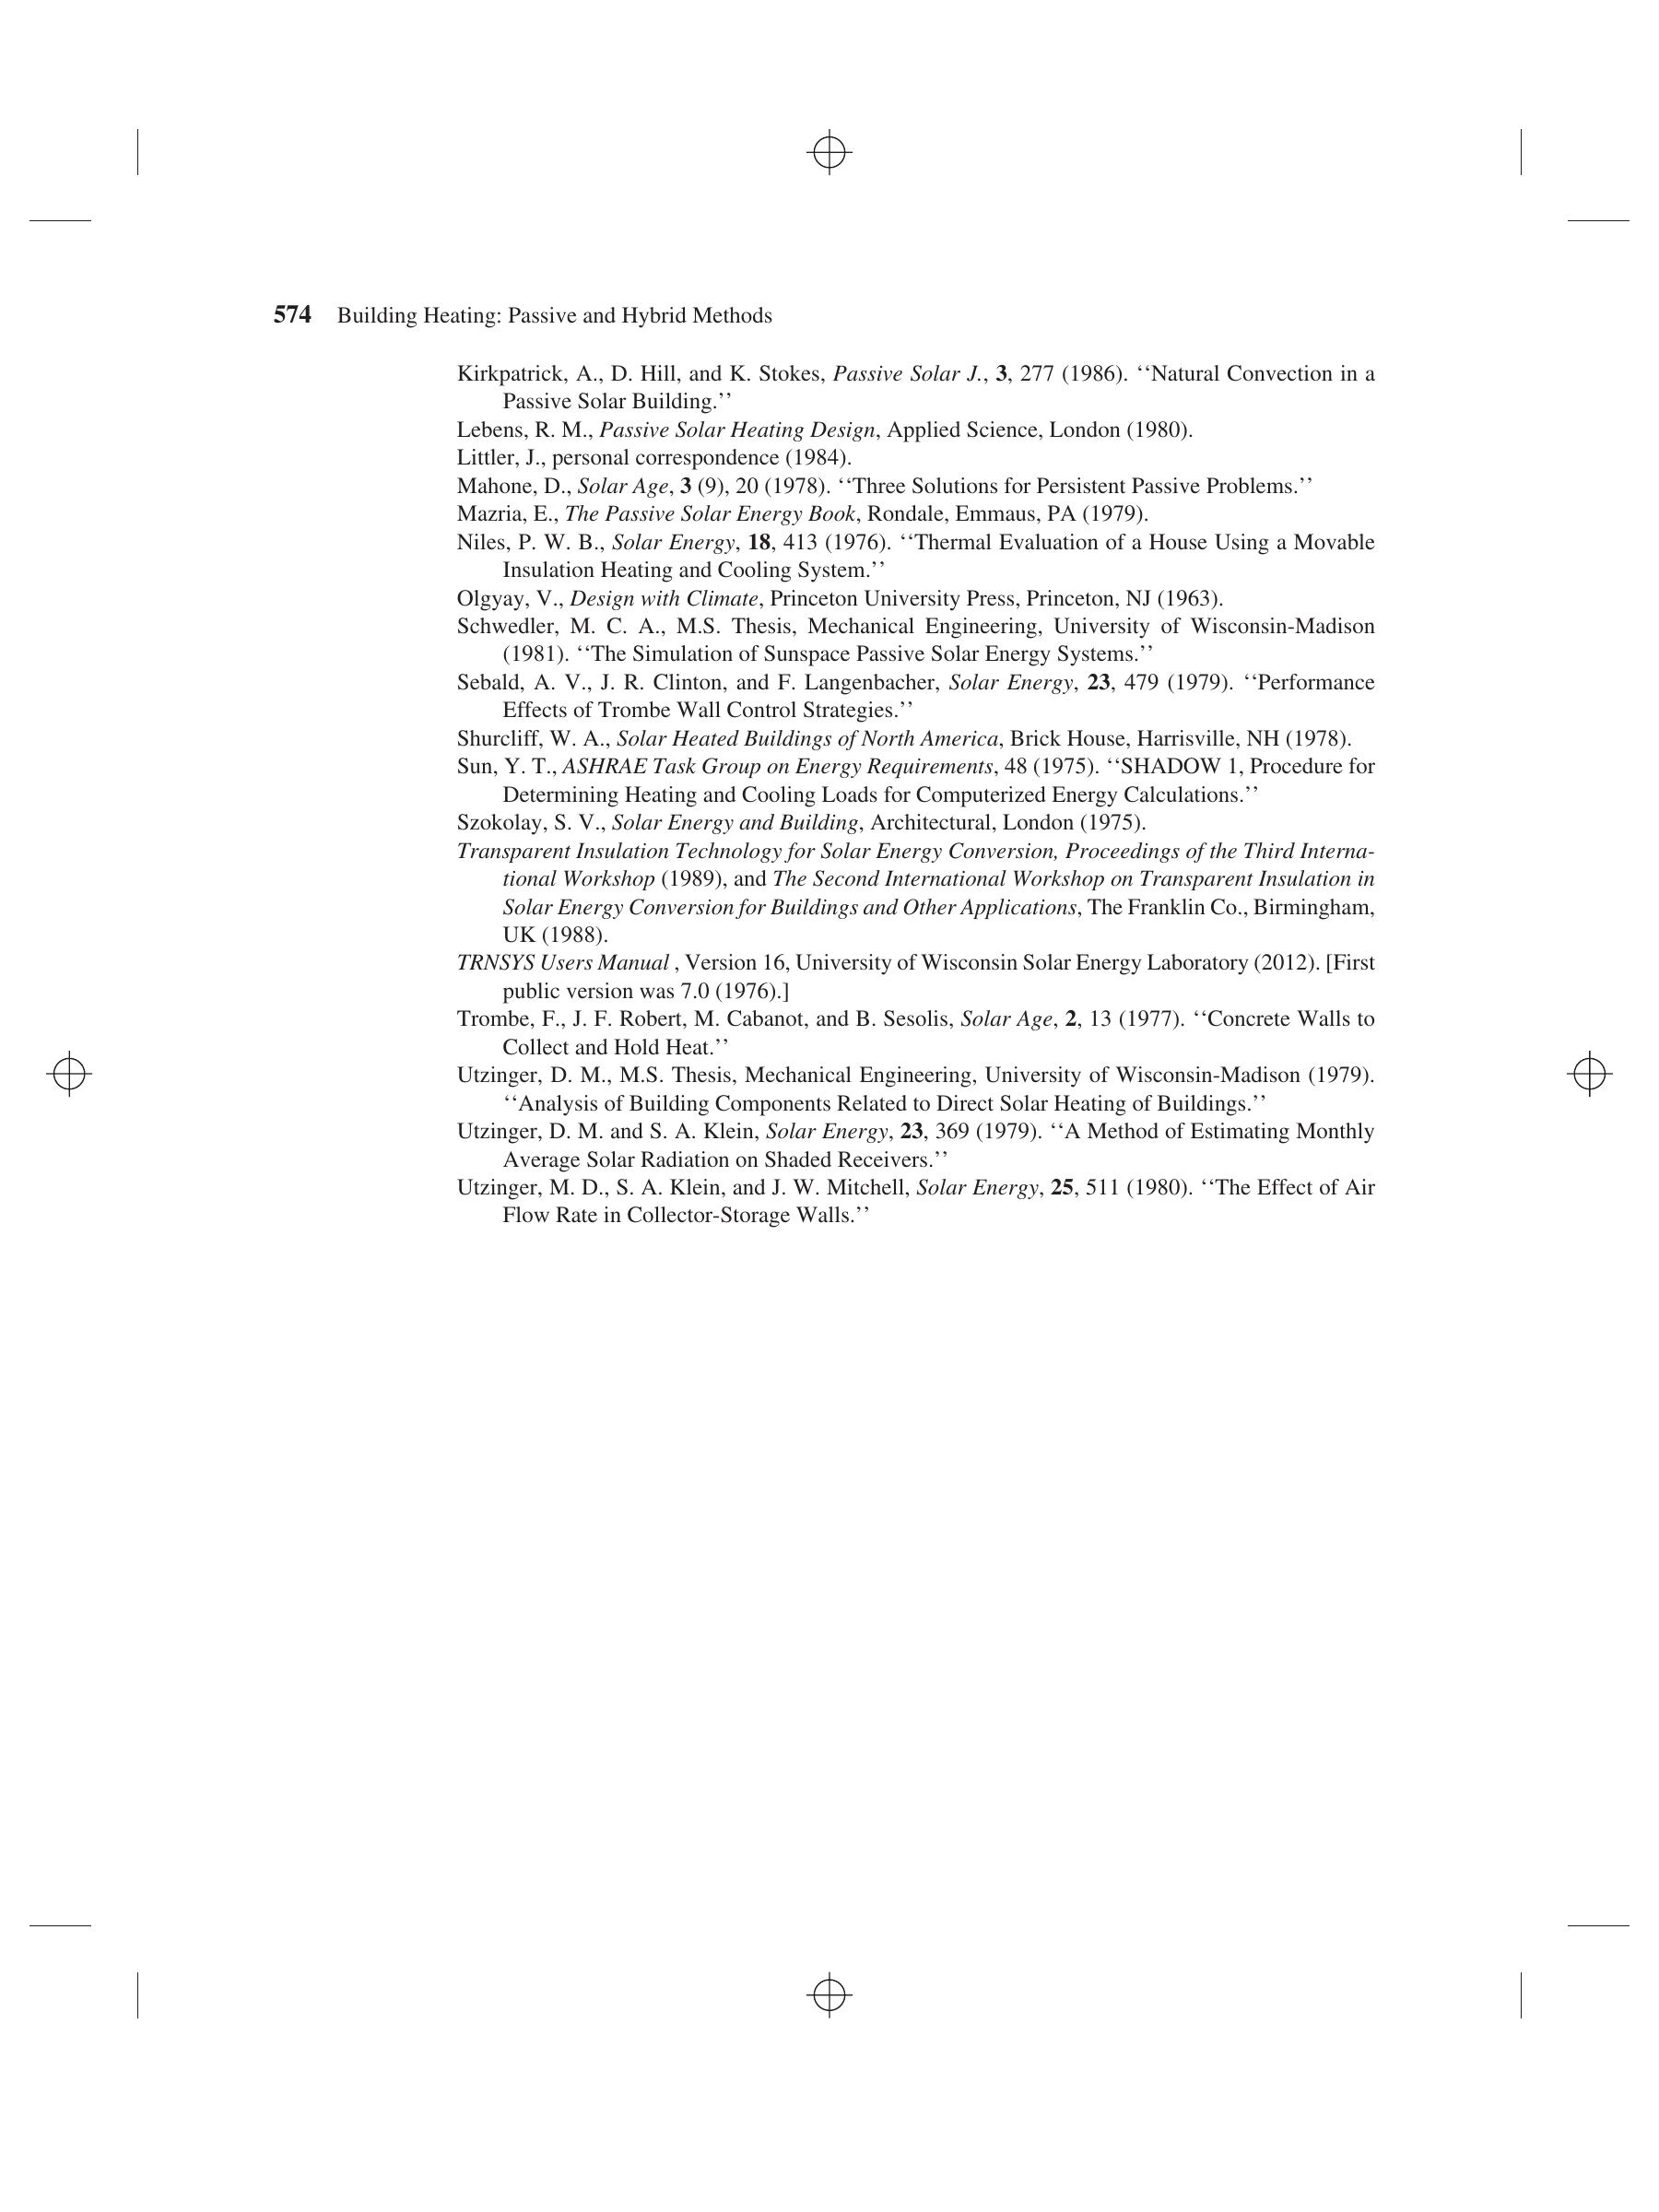 574 Building Heating: Passive and Hybrid Methods
Kirkpatrick, A., D. Hill, and K. Stokes, Passive Solar J., 3, 277 (1986). ‘‘Natural Convection in a
Passive Solar Building.’’
Lebens, R. M., Passive Solar Heating Design, Applied Science, London (1980).
Littler, J., personal correspondence (1984).
Mahone, D., Solar Age, 3 (9), 20 (1978). ‘‘Three Solutions for Persistent Passive Problems.’’
Mazria, E., The Passive Solar Energy Book, Rondale, Emmaus, PA (1979).
Niles, P. W. B., Solar Energy, 18, 413 (1976). ‘‘Thermal Evaluation of a House Using a Movable
Insulation Heating and Cooling System.’’
Olgyay, V., Design with Climate, Princeton University Press, Princeton, NJ (1963).
Schwedler, M. C. A., M.S. Thesis, Mechanical Engineering, University of Wisconsin-Madison
(1981). ‘‘The Simulation of Sunspace Passive Solar Energy Systems.’’
Sebald, A. V., J. R. Clinton, and F. Langenbacher, Solar Energy, 23, 479 (1979). ‘‘Performance
Effects of Trombe Wall Control Strategies.’’
Shurcliff, W. A., Solar Heated Buildings of North America, Brick House, Harrisville, NH (1978).
Sun, Y. T., ASHRAE Task Group on Energy Requirements, 48 (1975). ‘‘SHADOW 1, Procedure for
Determining Heating and Cooling Loads for Computerized Energy Calculations.’’
Szokolay, S. V., Solar Energy and Building, Architectural, London (1975).
Transparent Insulation Technology for Solar Energy Conversion, Proceedings of the Third Interna-
tional Workshop (1989), and The Second International Workshop on Transparent Insulation in
Solar Energy Conversion for Buildings and Other Applications, The Franklin Co., Birmingham,
UK (1988).
TRNSYS Users Manual , Version 16, University of Wisconsin Solar Energy Laboratory (2012). [First
public version was 7.0 (1976).]
Trombe, F., J. F. Robert, M. Cabanot, and B. Sesolis, Solar Age, 2, 13 (1977). ‘‘Concrete Walls to
Collect and Hold Heat.’’
Utzinger, D. M., M.S. Thesis, Mechanical Engineering, University of Wisconsin-Madison (1979).
‘‘Analysis of Building Components Related to Direct Solar Heating of Buildings.’’
Utzinger, D. M. and S. A. Klein, Solar Energy, 23, 369 (1979). ‘‘A Method of Estimating Monthly
Average Solar Radiation on Shaded Receivers.’’
Utzinger, M. D., S. A. Klein, and J. W. Mitchell, Solar Energy, 25, 511 (1980). ‘‘The Effect of Air
Flow Rate in Collector-Storage Walls.’’